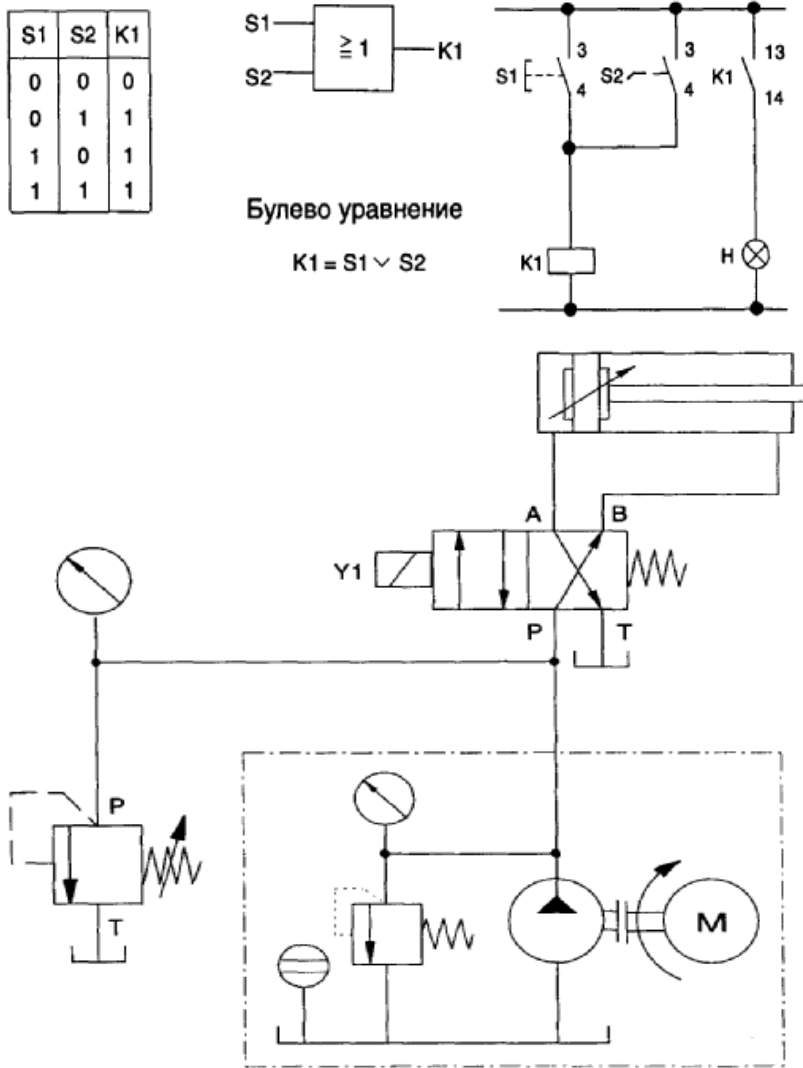 S1 S2 K1
0 0 0
0 1 1
1 0 1
1 1 1
S1
S2
≧ 1
K1
Булево уравнение
K1 = S1 ∨ S2
S1
3
4
S2
3
4
K1
13
14
K1
H
A B
Y1
P T
P
T
M